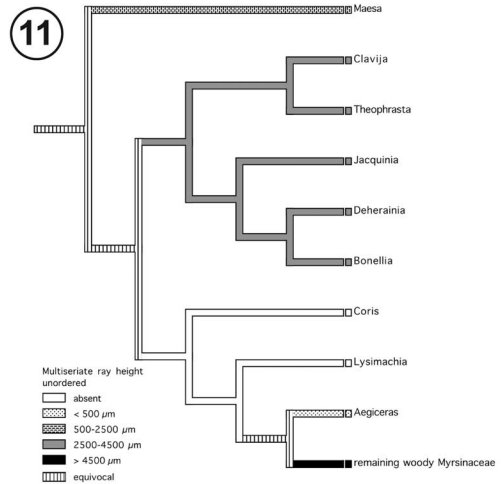 11
Maesa
Clavija
Theophrasta
Jacquinia
Deherainia
Bonellia
Coris
Lysimachia
Aegiceras
remaining woody Myrsinaceae
Multiseriate ray height
unordered
absent
< 500 µm
500-2500 µm
2500-4500 µm
> 4500 µm
equivocal